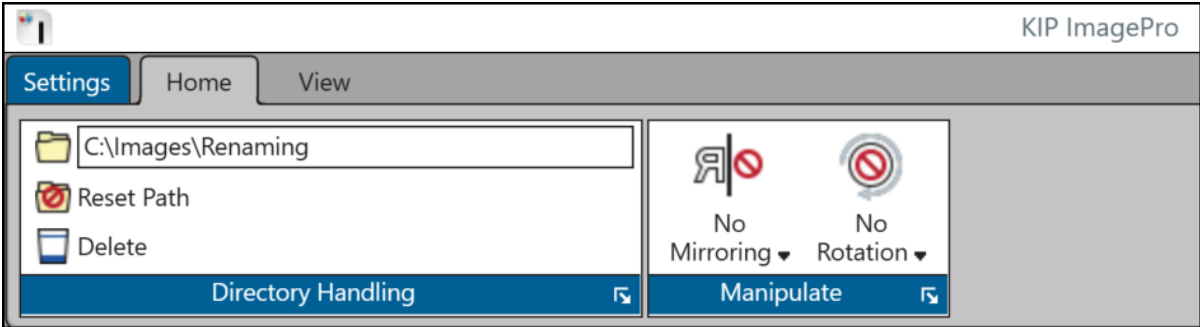 KIP ImagePro
Settings Home View
C:\Images\Renaming
Reset Path
Delete
Directory Handling
No
Mirroring
No
Rotation
Manipulate